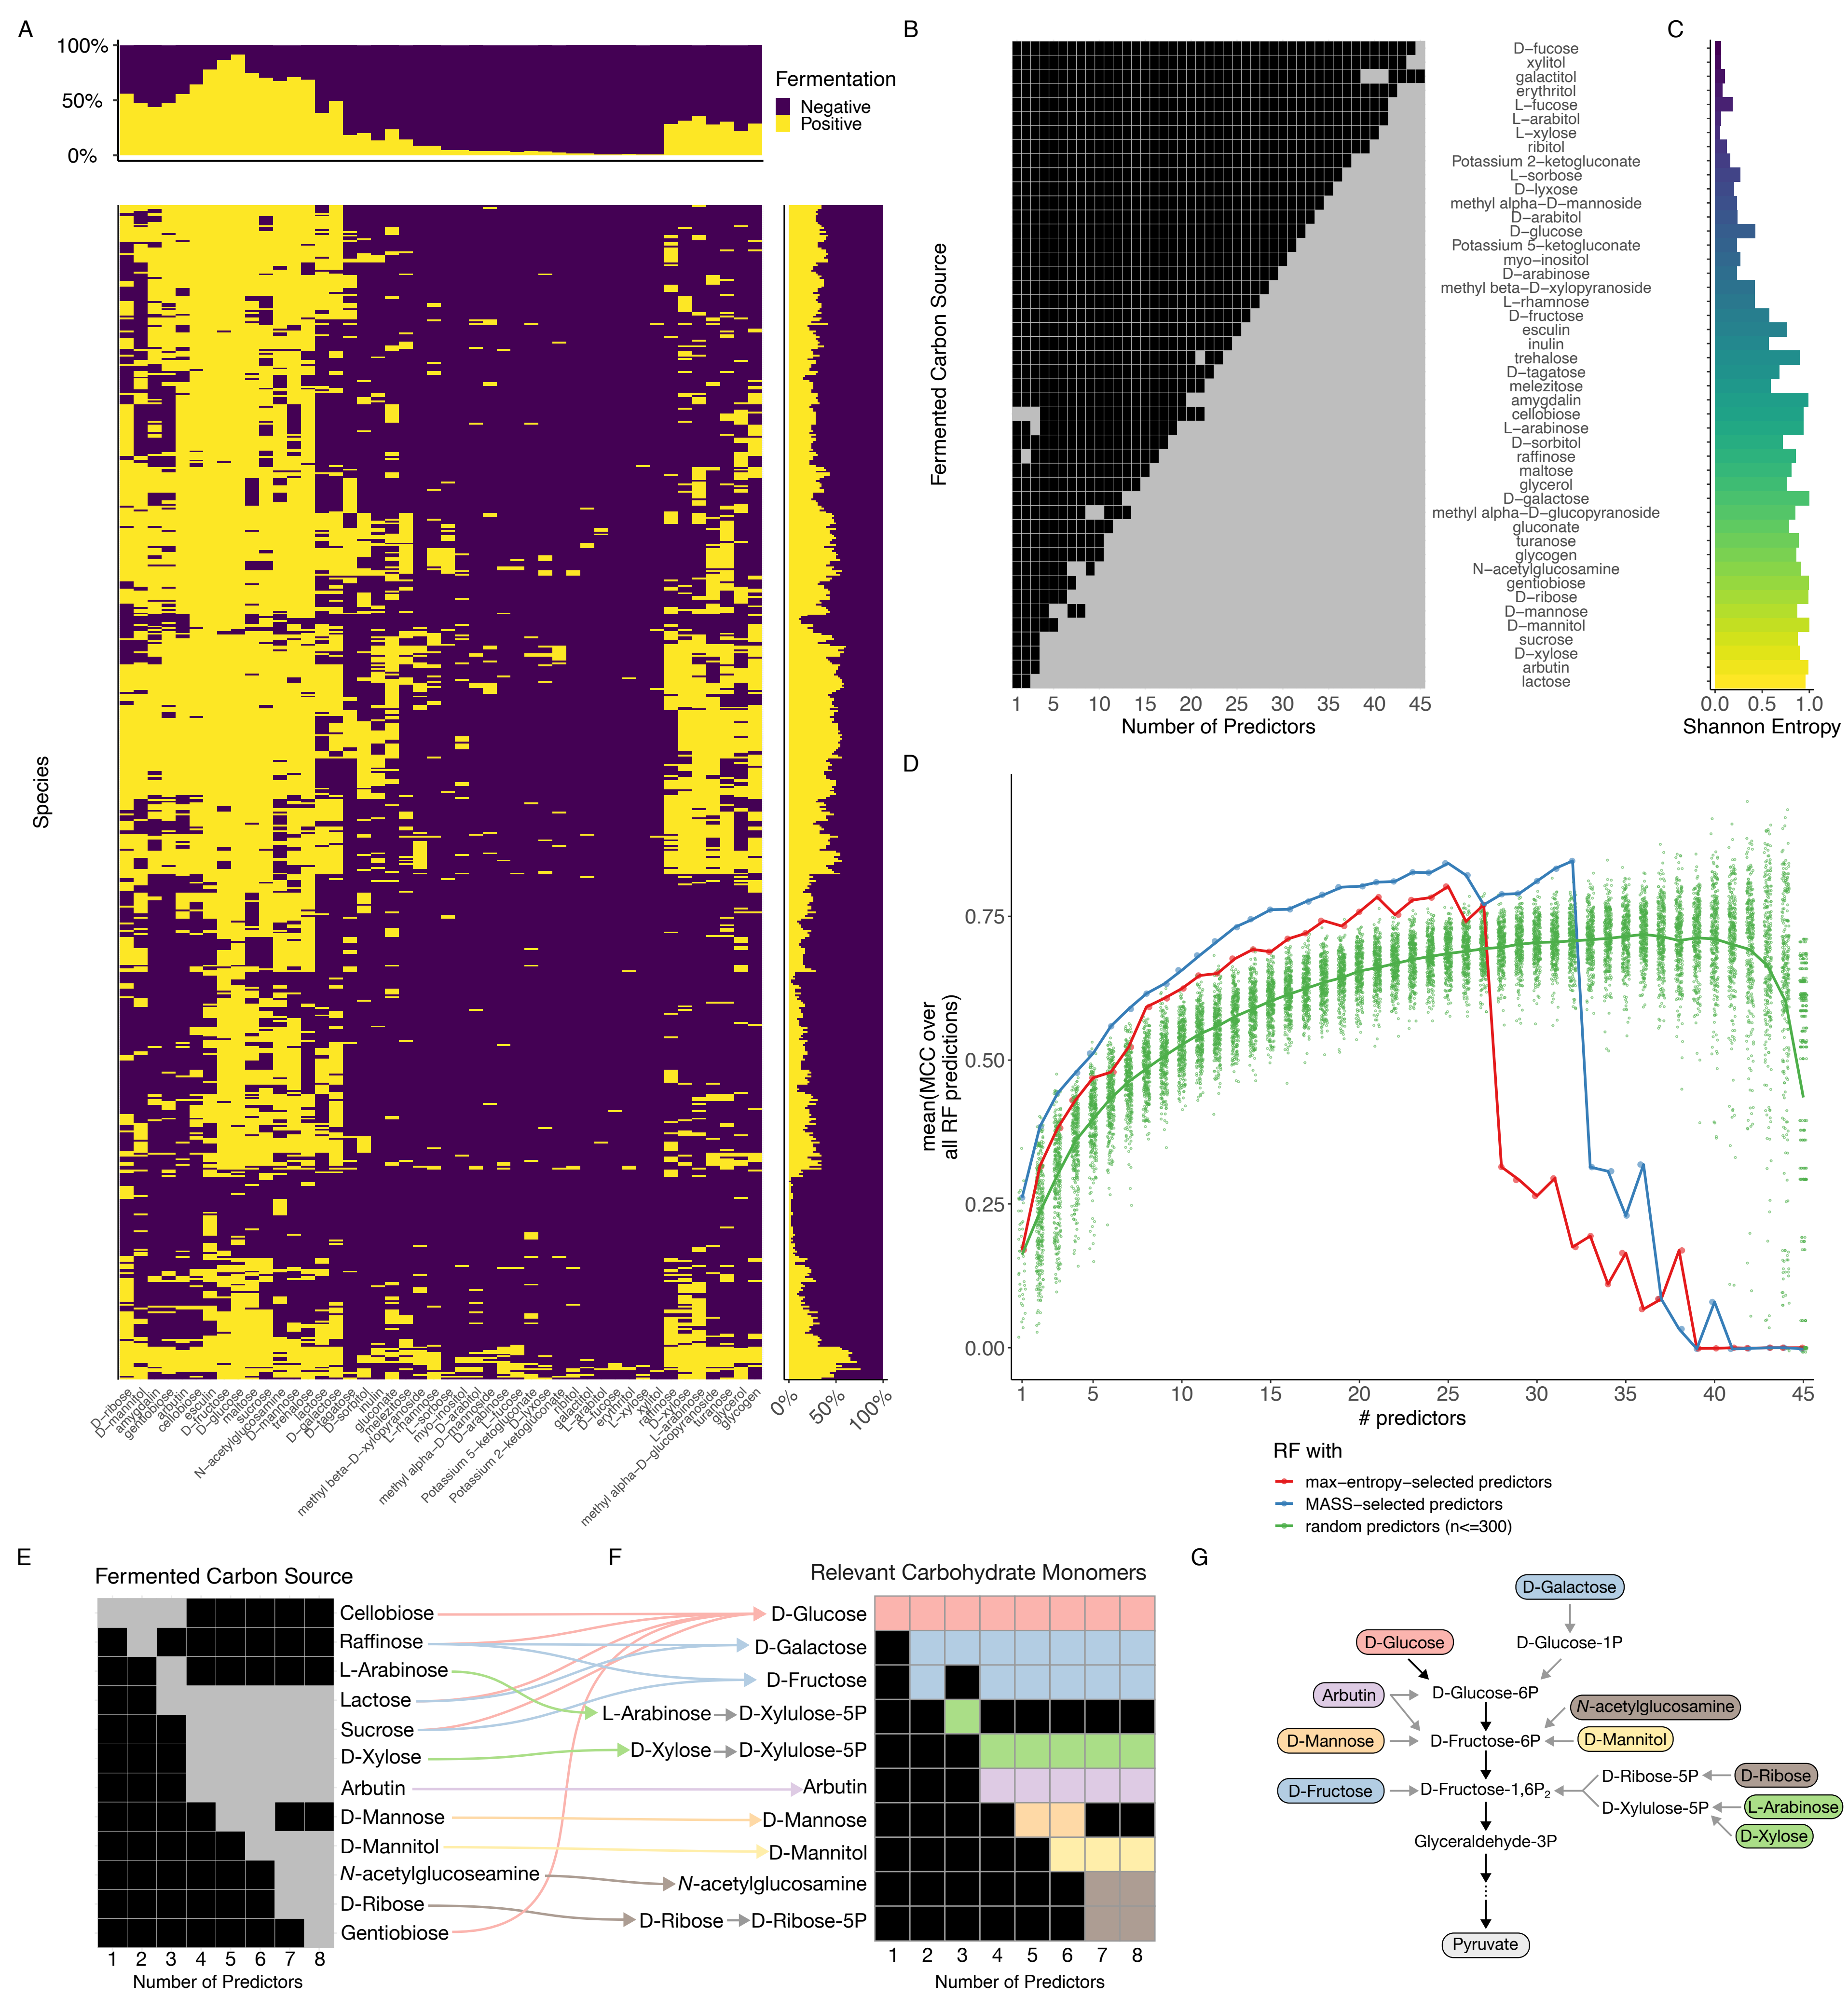 A
100%
50%
0%
Fermentation
Negative
Positive
Species
D−ribose
D−mannitol
amygdalin
gentiobiose
arbutin
cellobiose
esculin
D−fructose
D−glucose
maltose
sucrose
N−acetylglucosamine
D−mannose
trehalose
lactose
D−galactose
D−tagatose
D−sorbitol
inulin
gluconate
melezitose
methyl beta−D−xylopyranoside
L−rhamnose
L−sorbose
myo−inositol
D−arabitol
methyl alpha−D−mannoside
D−arabinose
L−fucose
Potassium 5−ketogluconate
D−lyxose
Potassium 2−ketogluconate
ribitol
galactitol
L−arabitol
D−fucose
erythritol
L−xylose
xylitol
raffinose
D−xylose
L−arabinose
methyl alpha−D−glucopyranoside
turanose
glycerol
glycogen
0%
50%
100%
B
Fermented Carbon Source
D−fucose
xylitol
galactitol
erythritol
L−fucose
L−arabitol
L−xylose
ribitol
Potassium 2−ketogluconate
L−sorbose
D−lyxose
methyl alpha−D−mannoside
D−arabitol
D−glucose
Potassium 5−ketogluconate
myo−inositol
D−arabinose
methyl beta−D−xylopyranoside
L−rhamnose
D−fructose
esculin
inulin
trehalose
D−tagatose
melezitose
amygdalin
cellobiose
L−arabinose
D−sorbitol
raffinose
maltose
glycerol
D−galactose
methyl alpha−D−glucopyranoside
gluconate
turanose
glycogen
N−acetylglucosamine
gentiobiose
D−ribose
D−mannose
D−mannitol
sucrose
D−xylose
arbutin
lactose
1 5 10 15 20 25 30 35 40 45
Number of Predictors
C
0.0 0.5 1.0
Shannon Entropy
D
mean(MCC over
all RF predictions)
0.75
0.50
0.25
0.00
1 5 10 15 20 25 30 35 40 45
# predictors
RF with
max−entropy−selected predictors
MASS−selected predictors
random predictors (n<=300)
E
Fermented Carbon Source
Cellobiose
Raffinose
L-Arabinose
Lactose
Sucrose
D-Xylose
Arbutin
D-Mannose
D-Mannitol
N-acetylglucoseamine
D-Ribose
Gentiobiose
1 2 3 4 5 6 7 8
Number of Predictors
F
Relevant Carbohydrate Monomers
D-Glucose
D-Galactose
D-Fructose
L-Arabinose D-Xylulose-5P
D-Xylose D-Xylulose-5P
Arbutin
D-Mannose
D-Mannitol
N-acetylglucosamine
D-Ribose D-Ribose-5P
1 2 3 4 5 6 7 8
Number of Predictors
G
D-Galactose
D-Glucose
D-Glucose-1P
Arbutin
D-Glucose-6P
N-acetylglucosamine
D-Mannose
D-Fructose-6P
D-Mannitol
D-Ribose-5P
D-Ribose
D-Fructose
D-Fructose-1,6P2
D-Xylulose-5P
L-Arabinose
D-Xylose
Glyceraldehyde-3P
Pyruvate